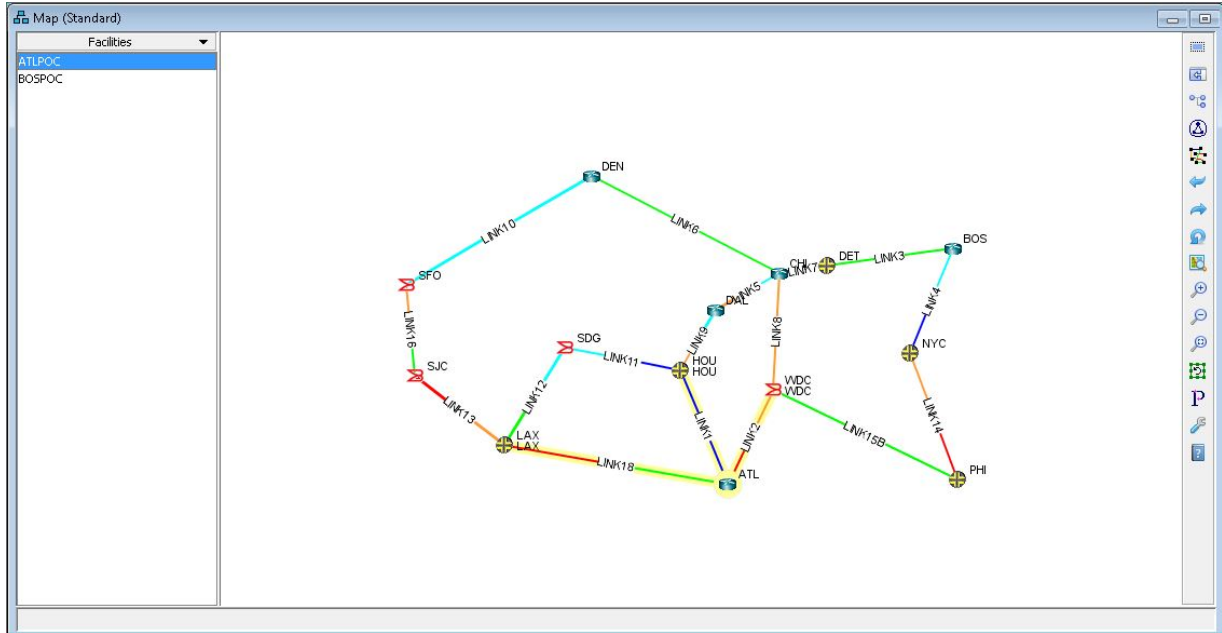 Map (Standard)
Facilities
ATLPOC
BOSPOC
DEN
LINK10
LINK6
BOS
DET
LINK3
CHI
LINK7
SFO
LINK5
DAL
LINK4
LINK16
LINK8
LINK9
SDG
NYC
LINK11
HOU
HOU
SJC
WDC
WDC
LINK12
LINK13
LINK1
LINK2
LINK14
LINK15B
LAX
LAX
LINK18
ATL
PHI
P
?